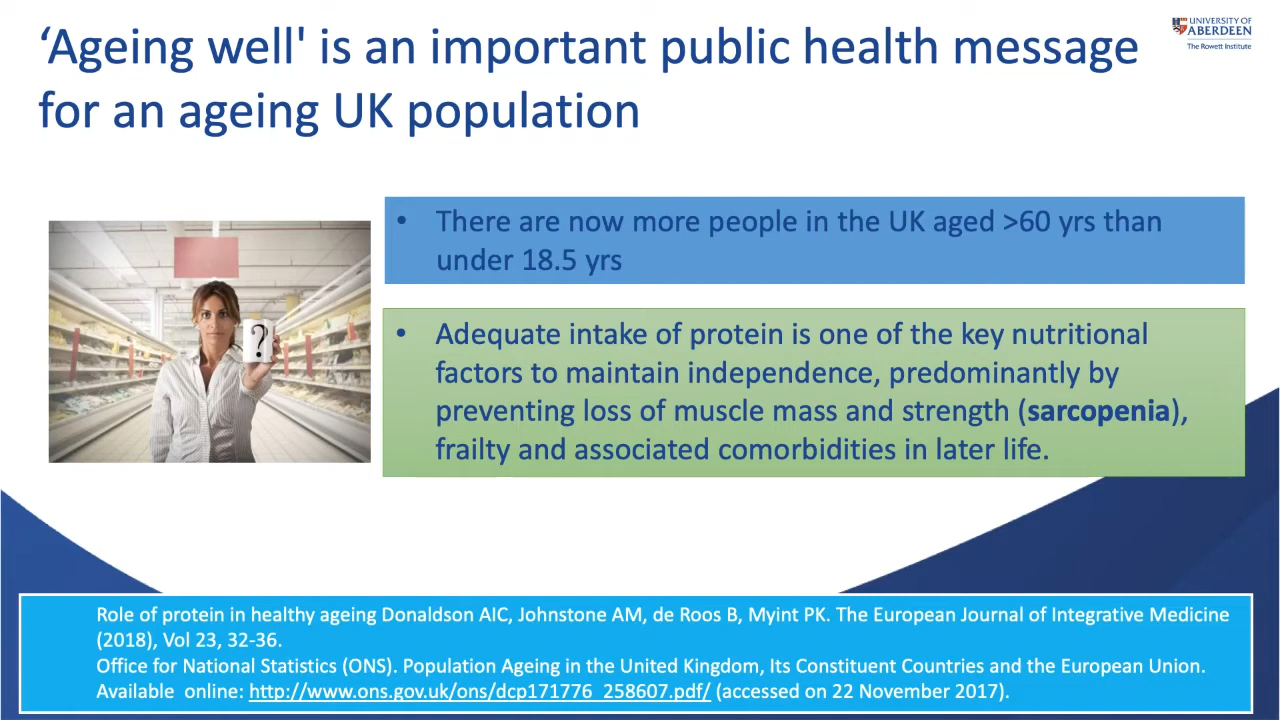 ‘Ageing well' is an important public health message
for an ageing UK population
UNIVERSITY OF
ABERDEEN
The Rowett Institute
• There are now more people in the UK aged >60 yrs than
under 18.5 yrs
?
• Adequate intake of protein is one of the key nutritional
factors to maintain independence, predominantly by
preventing loss of muscle mass and strength (sarcopenia),
frailty and associated comorbidities in later life.
Role of protein in healthy ageing Donaldson AIC, Johnstone AM, de Roos B, Myint PK. The European Journal of Integrative Medicine
(2018), Vol 23, 32-36.
Office for National Statistics (ONS). Population Ageing in the United Kingdom, Its Constituent Countries and the European Union.
Available online: http://www.ons.gov.uk/ons/dcp171776_258607.pdf/ (accessed on 22 November 2017).